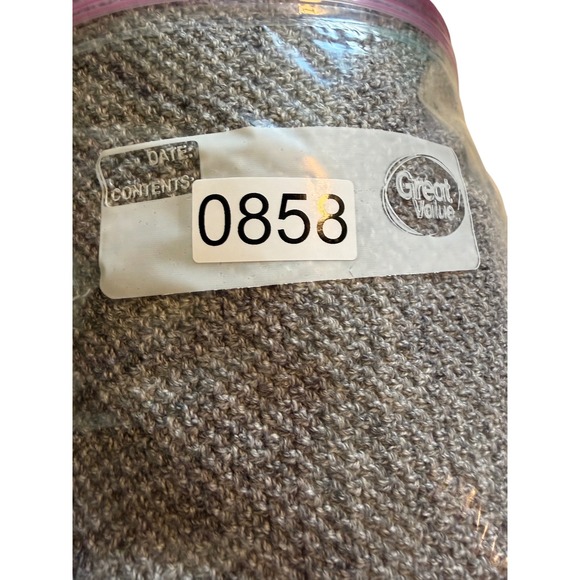 DATE:
CONTENTS:
0858
Great
Value